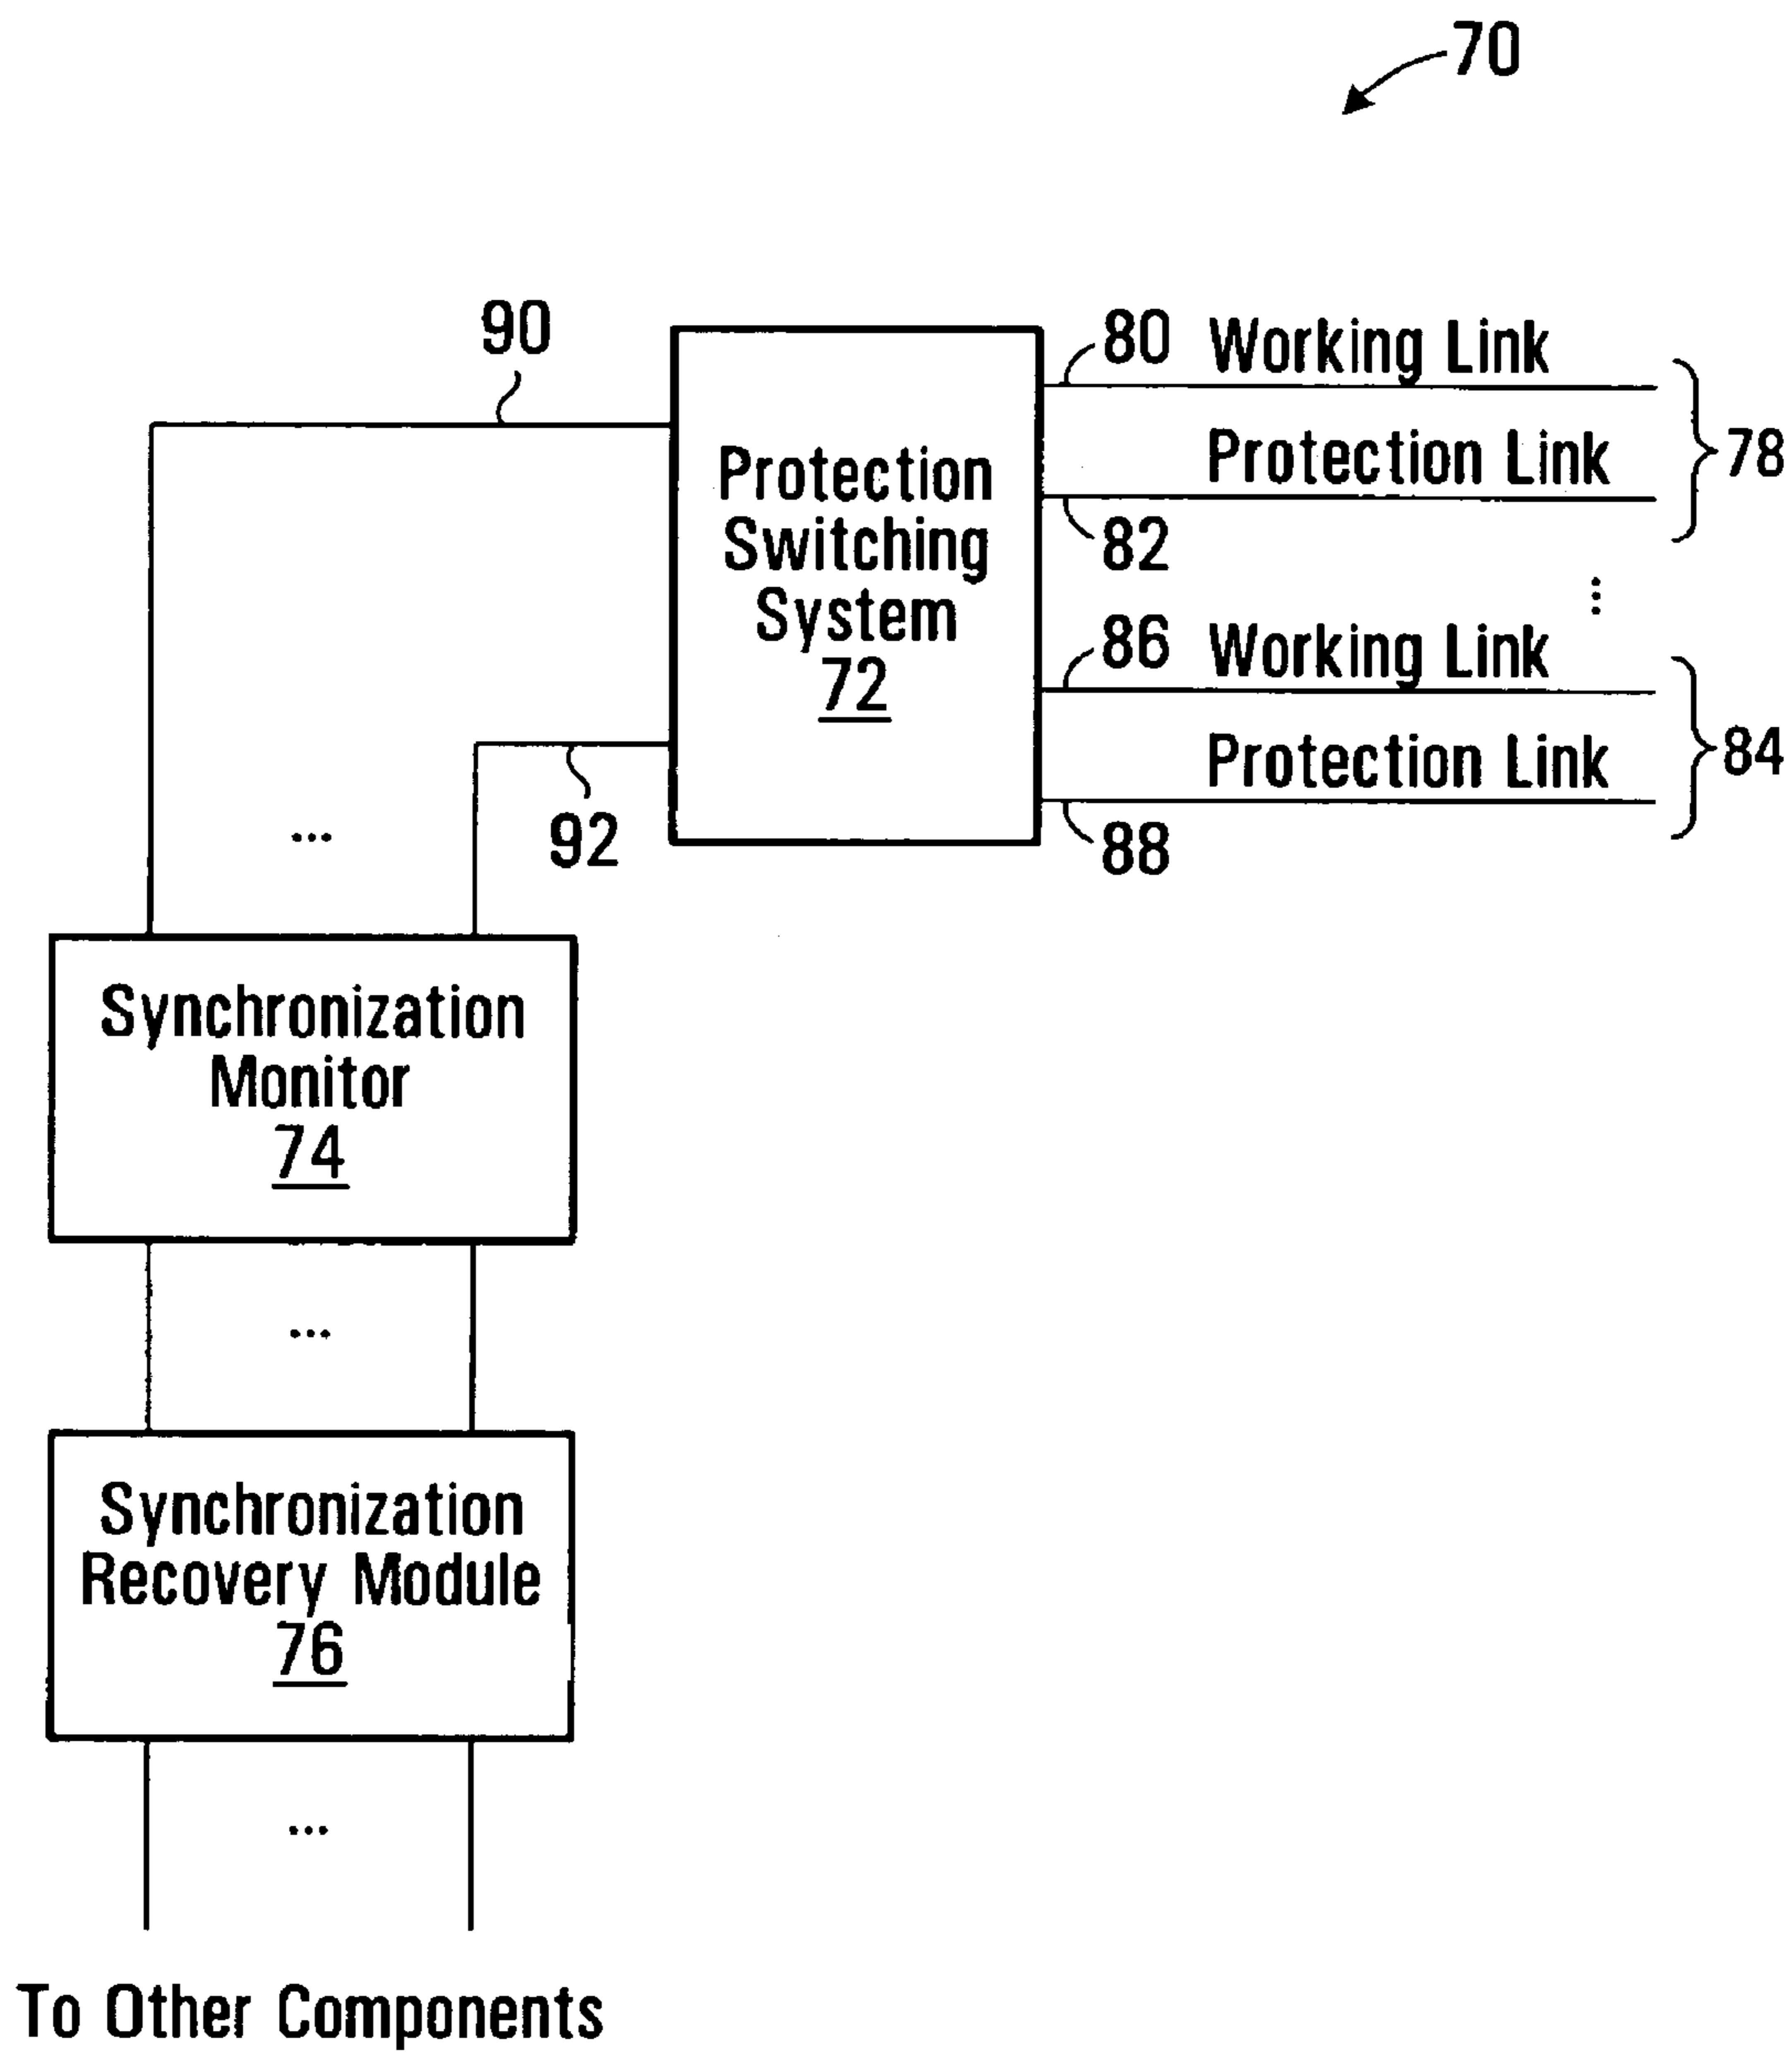 70
90
80 Working Link
Protection Link
78
82
Protection
Switching
System
72
86 Working Link
Protection Link
84
88
92
...
Synchronization
Monitor
74
...
Synchronization
Recovery Module
76
...
To Other Components